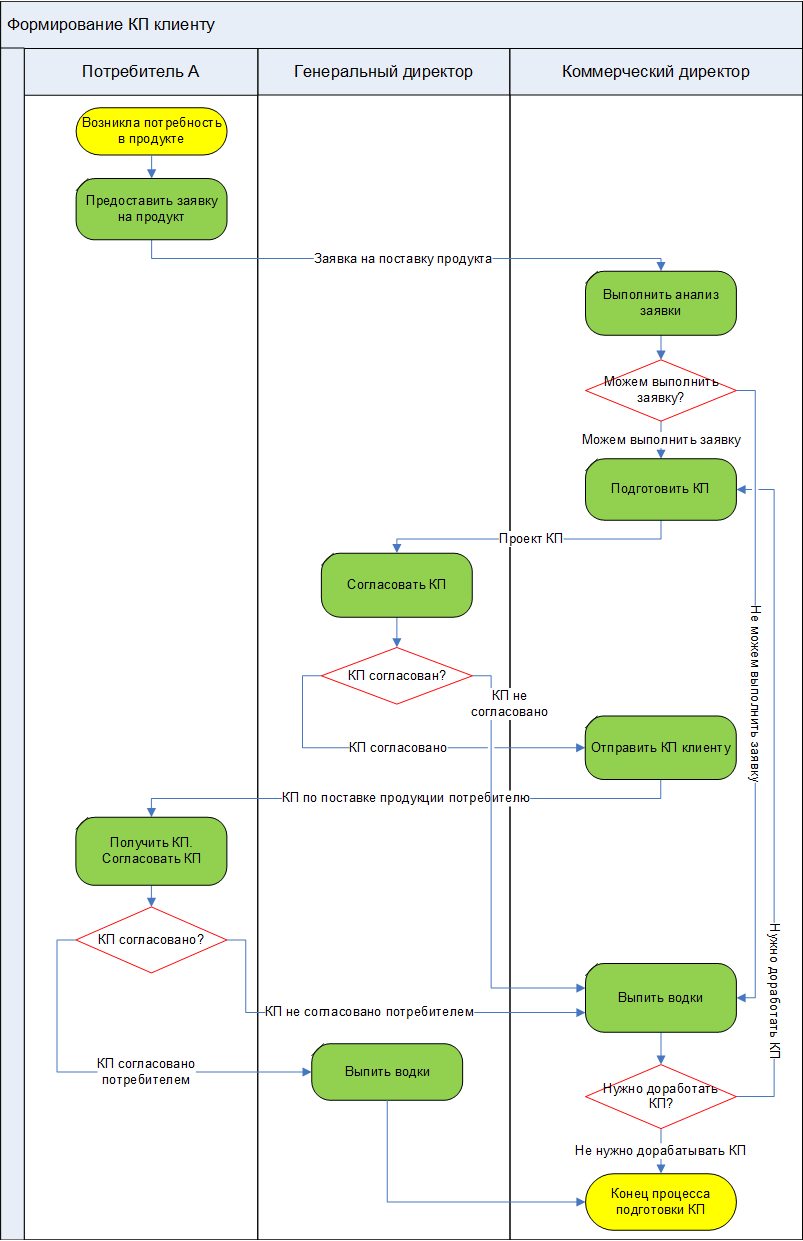 Формирование КП клиенту
Потребитель А
Генеральный директор
Коммерческий директор
Возникла потребность
в продукте
Предоставить заявку
на продукт
Заявка на поставку продукта
Выполнить анализ
заявки
Можем выполнить
заявку?
Можем выполнить заявку
Подготовить КП
Проект КП
Согласовать КП
КП согласован?
КП не
согласовано
Не можем выполнить заявку
КП согласовано
Отправить КП клиенту
КП по поставке продукции потребителю
Получить КП.
Согласовать КП
КП согласовано?
Нужно доработать КП
Выпить водки
КП не согласовано потребителем
КП согласовано
потребителем
Выпить водки
Нужно доработать
КП?
Не нужно дорабатывать КП
Конец процесса
подготовки КП